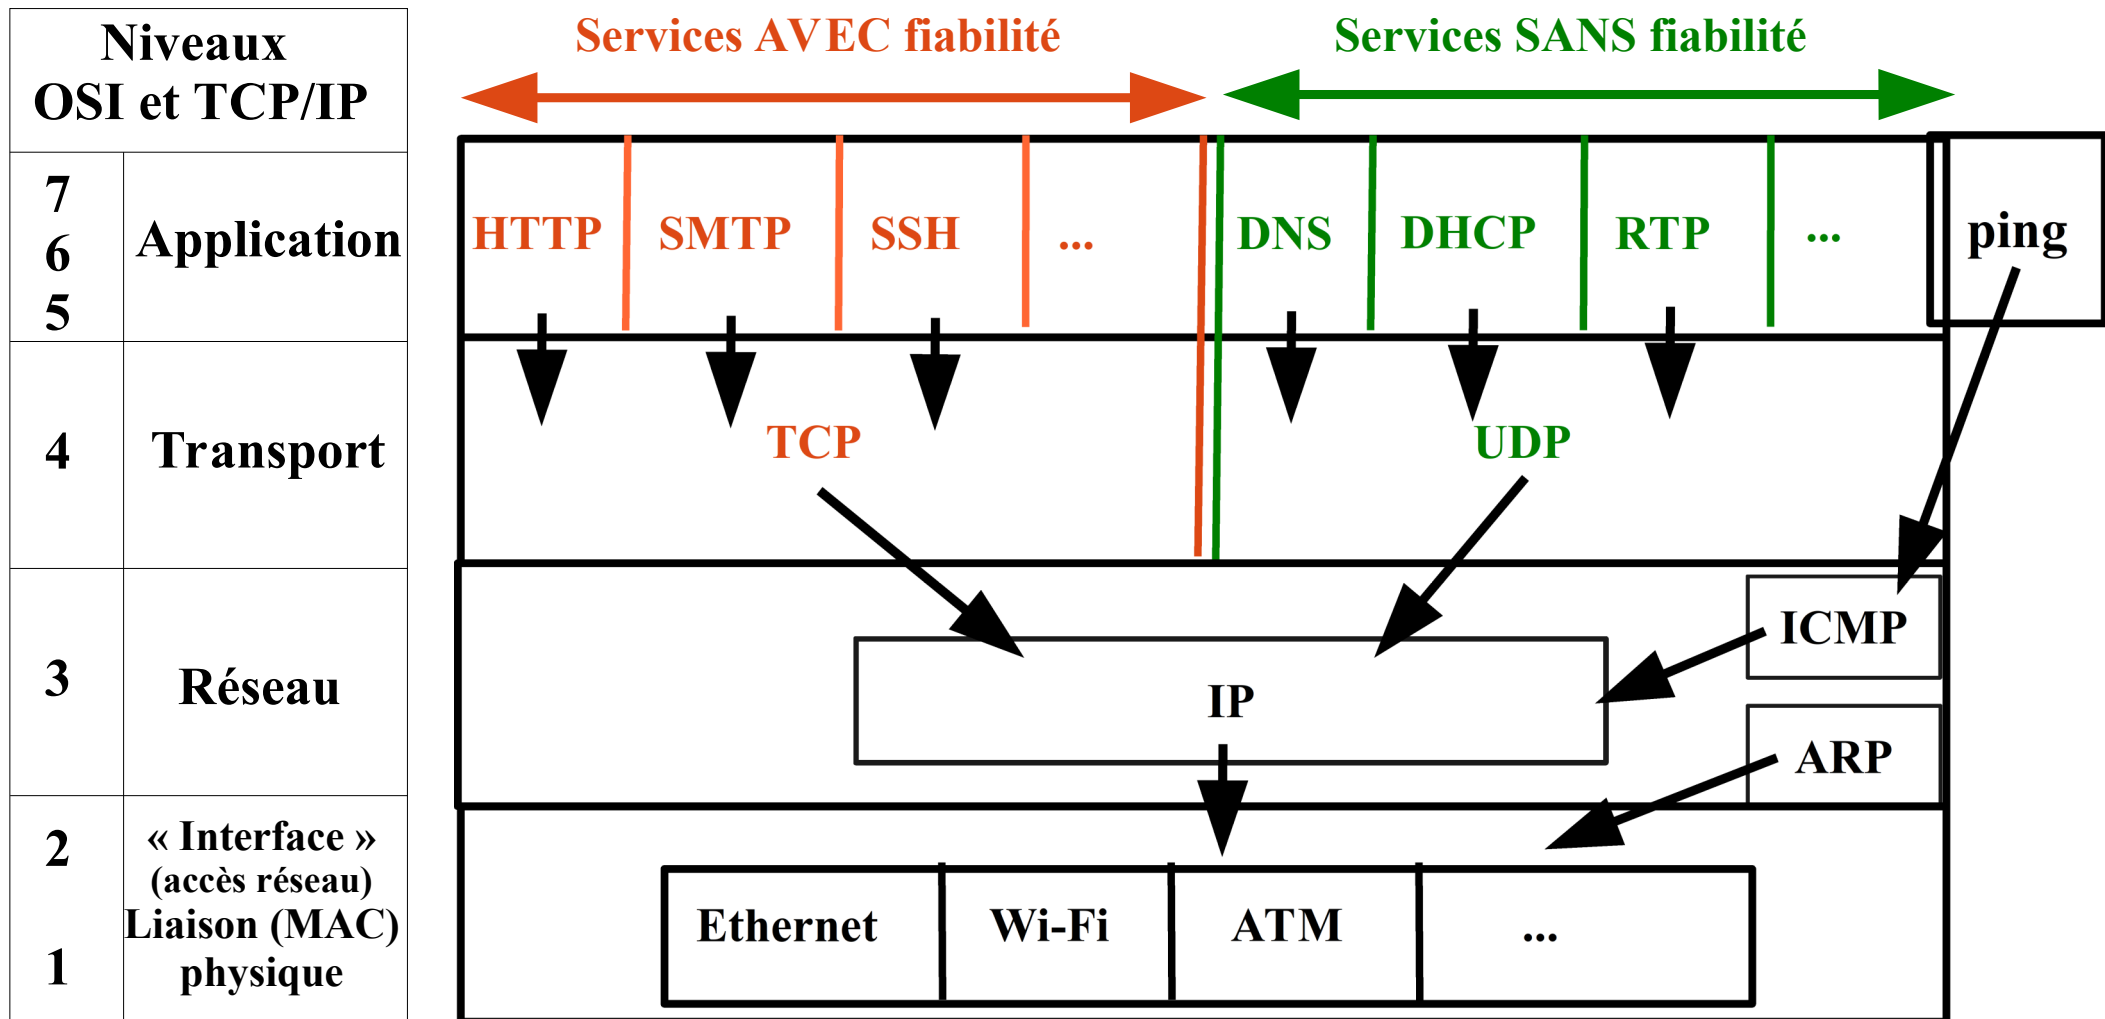 Niveaux
OSI et TCP/IP
Services AVEC fiabilité
Services SANS fiabilité
7
6
5
Application
HTTP
SMTP
SSH
...
DNS
DHCP
RTP
...
ping
4
Transport
TCP
UDP
3
Réseau
IP
ICMP
ARP
2
1
« Interface »
(accès réseau)
Liaison (MAC)
physique
Ethernet
Wi-Fi
ATM
...